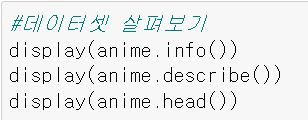 #데이터셋 살펴보기
display(anime.info())
display(anime.describe())
display(anime.head())